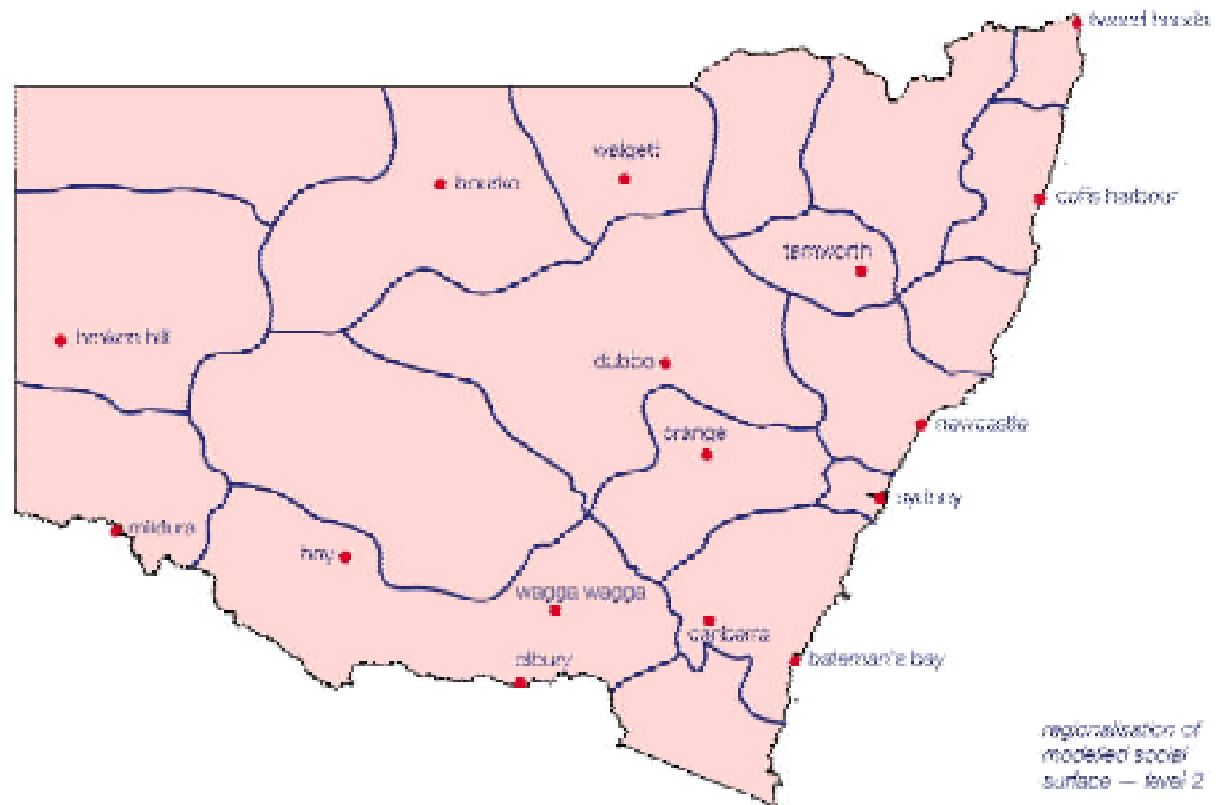 tweed heads
walgett
bourke
coffs harbour
tamworth
broken hill
dubbo
newcastle
orange
sydney
mildura
hay
wagga wagga
canberra
albury
bateman's bay
regionalisation of
modelled social
surface — level 2